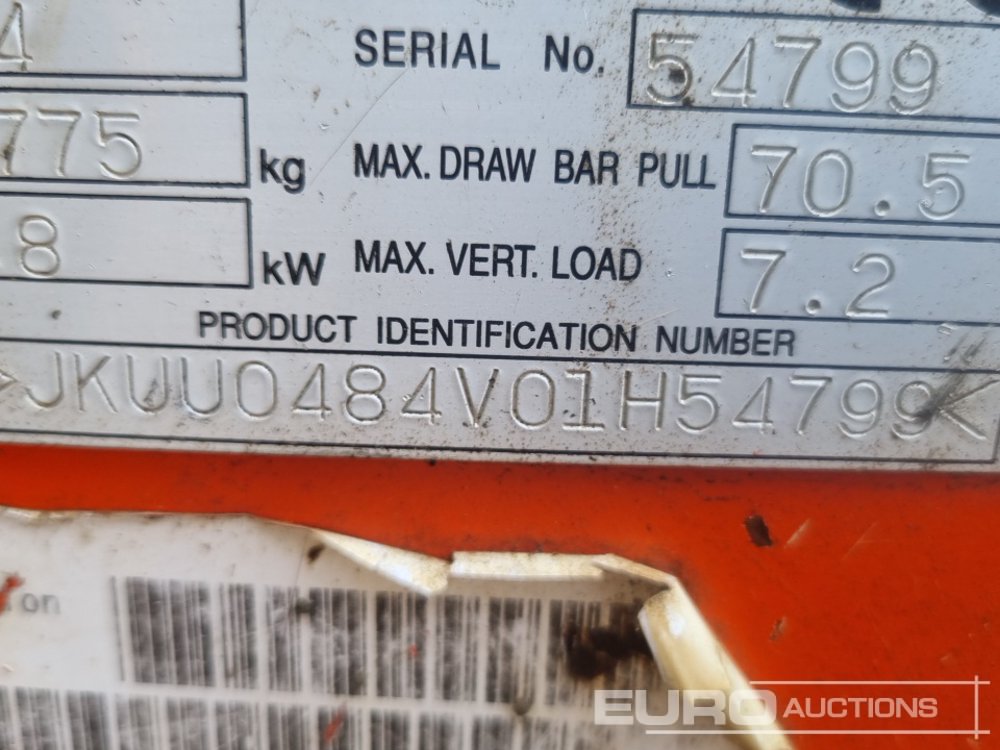 4 SERIAL No. 54799
775 kg MAX. DRAW BAR PULL 70.5
8 kW MAX. VERT. LOAD 7.2
PRODUCT IDENTIFICATION NUMBER
>JKUU0484V01H54799<
on
EURO AUCTIONS